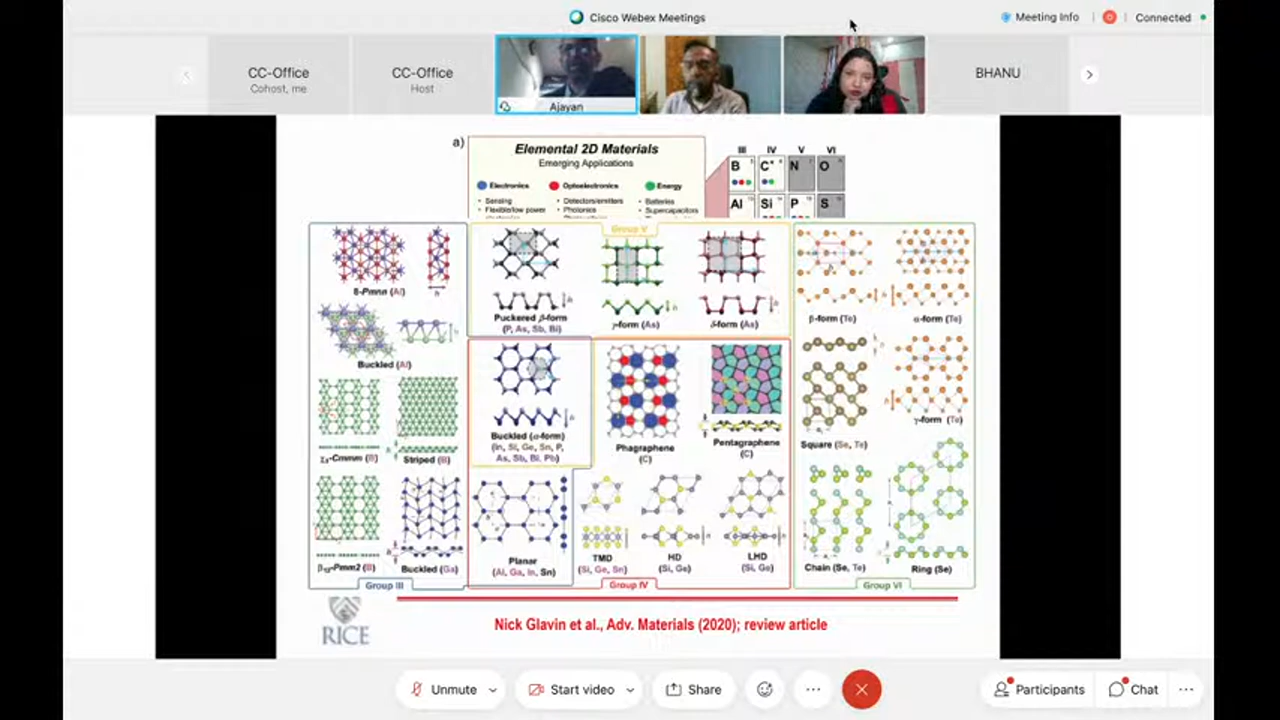 Cisco Webex Meetings
Meeting Info
Connected
CC-Office
Cohost, me
CC-Office
Host
Ajayan
BHANU
a)
Elemental 2D Materials
Emerging Applications
Electronics
Optoelectronics
Energy
Sensing
Detectors/emitters
Batteries
Flexible/low power
Photonics
Supercapacitors
III IV V VI
B C N O
Al Si P S
Group V
8-Pmnn (Al)
Puckered β-form
(P, As, Sb, Bi)
γ-form (As)
δ-form (As)
β-form (Te)
α-form (Te)
Buckled (Al)
Buckled (α-form)
(In, Si, Ge, Sn, P,
As, Sb, Bi, Pb)
Phagraphene
(C)
Pentagraphene
(C)
Square (Se, Te)
γ-form (Te)
Striped (B)
Buckled (Ga)
Planar
(Al, Ga, In, Sn)
TMD
(Si, Ge, Sn)
HD
(Si, Ge)
LHD
(Si, Ge)
Chain (Se, Te)
Ring (Se)
Group III
Group IV
Group VI
RICE
Nick Glavin et al., Adv. Materials (2020); review article
Unmute
Start video
Share
Participants
Chat